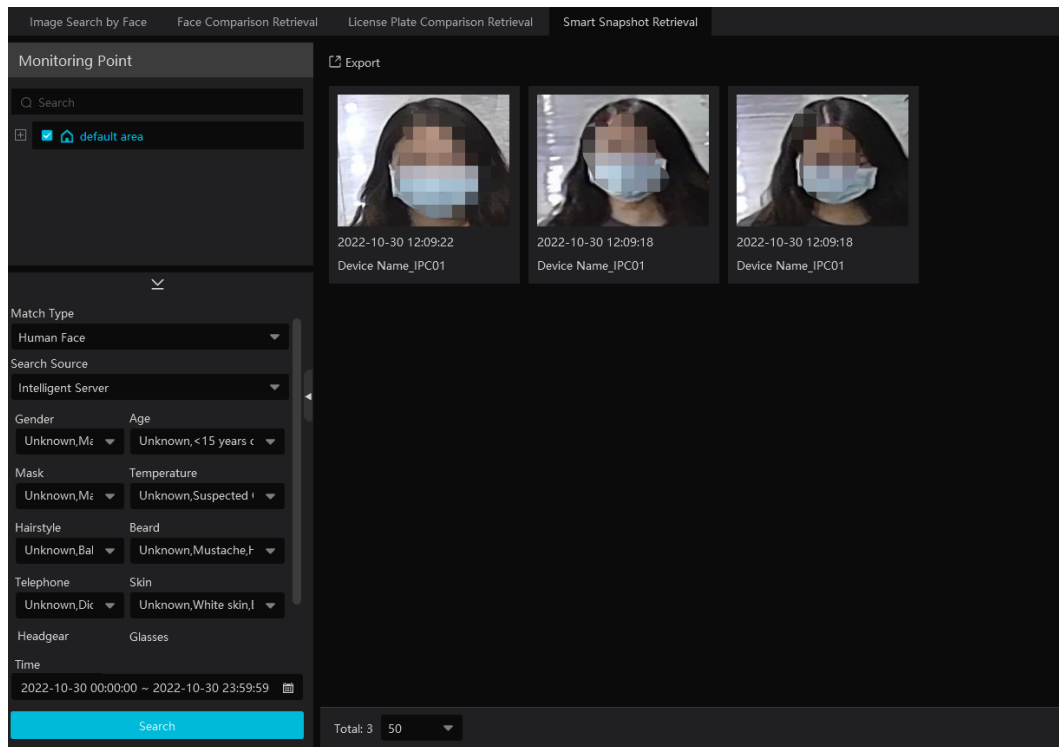 Image Search by Face
Face Comparison Retrieval
License Plate Comparison Retrieval
Smart Snapshot Retrieval
Monitoring Point
Search
default area
Match Type
Human Face
Search Source
Intelligent Server
Gender Age
Unknown,Ma Unknown,<15 years
Mask Temperature
Unknown,Ma Unknown,Suspected
Hairstyle Beard
Unknown,Bal Unknown,Mustache,H
Telephone Skin
Unknown,Dic Unknown,White skin,
Headgear Glasses
Time
2022-10-30 00:00:00 ~ 2022-10-30 23:59:59
Search
Export
2022-10-30 12:09:22
Device Name_IPC01
2022-10-30 12:09:18
Device Name_IPC01
2022-10-30 12:09:18
Device Name_IPC01
Total: 3 50